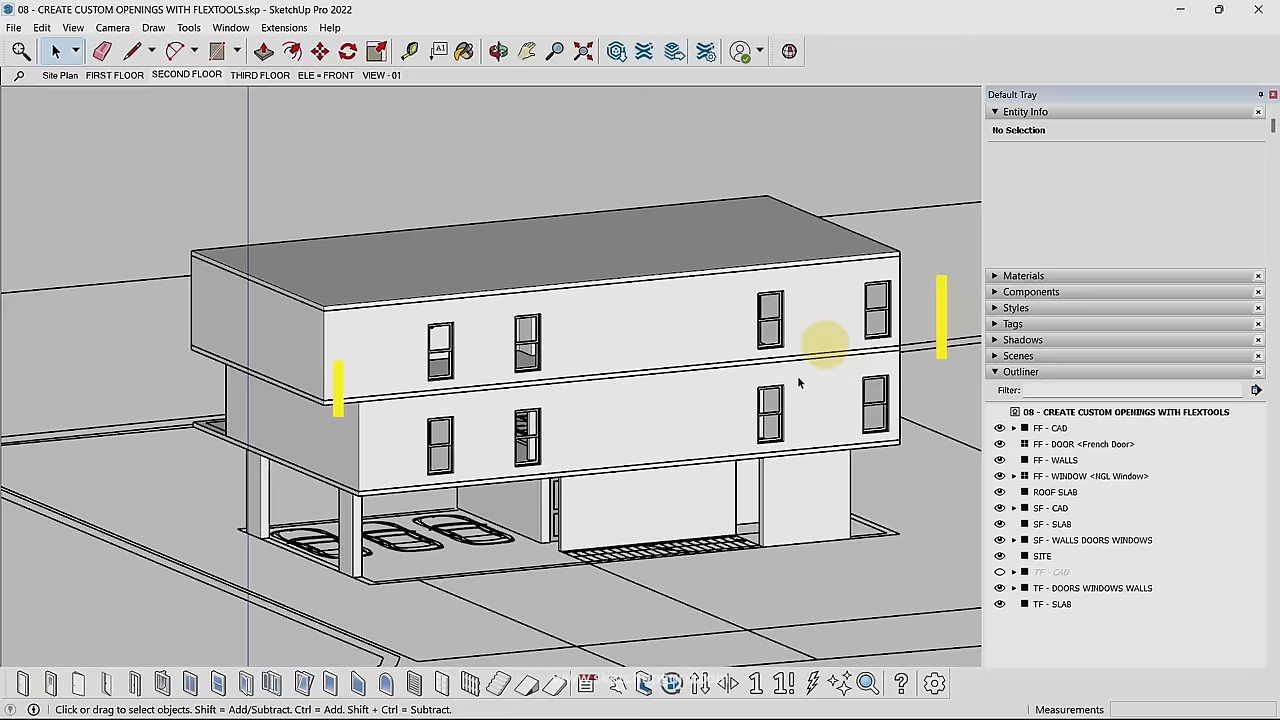 08 - CREATE CUSTOM OPENINGS WITH FLEXTOOLS.skp - SketchUp Pro 2022
File Edit View Camera Draw Tools Window Extensions Help
Site Plan FIRST FLOOR SECOND FLOOR THIRD FLOOR ELE = FRONT VIEW - 01
Default Tray
Entity Info
No Selection
Materials
Components
Styles
Tags
Shadows
Scenes
Outliner
Filter:
08 - CREATE CUSTOM OPENINGS WITH FLEXTOOLS
FF - CAD
FF - DOOR <French Door>
FF - WALLS
FF - WINDOW <NGL Window>
ROOF SLAB
SF - CAD
SF - SLAB
SF - WALLS DOORS WINDOWS
SITE
TF - CAD
TF - DOORS WINDOWS WALLS
TF - SLAB
Click or drag to select objects. Shift = Add/Subtract. Ctrl = Add. Shift + Ctrl = Subtract.
Measurements